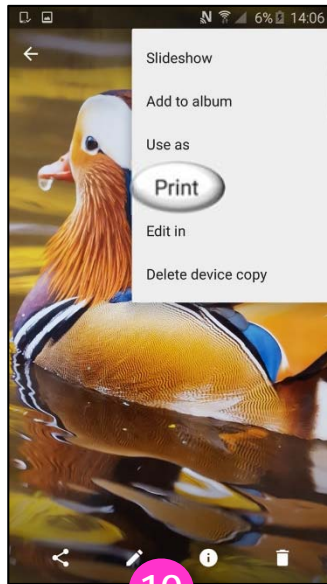 6% 14:06
Slideshow
Add to album
Use as
Print
Edit in
Delete device copy
10